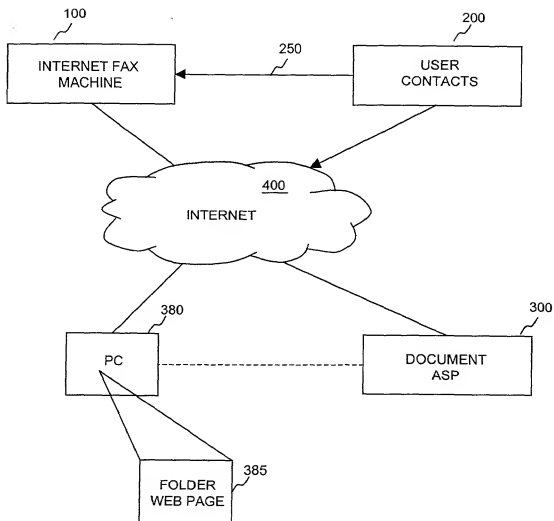 100
200
INTERNET FAX
MACHINE
250
USER
CONTACTS
400
INTERNET
380
300
PC
DOCUMENT
ASP
385
FOLDER
WEB PAGE